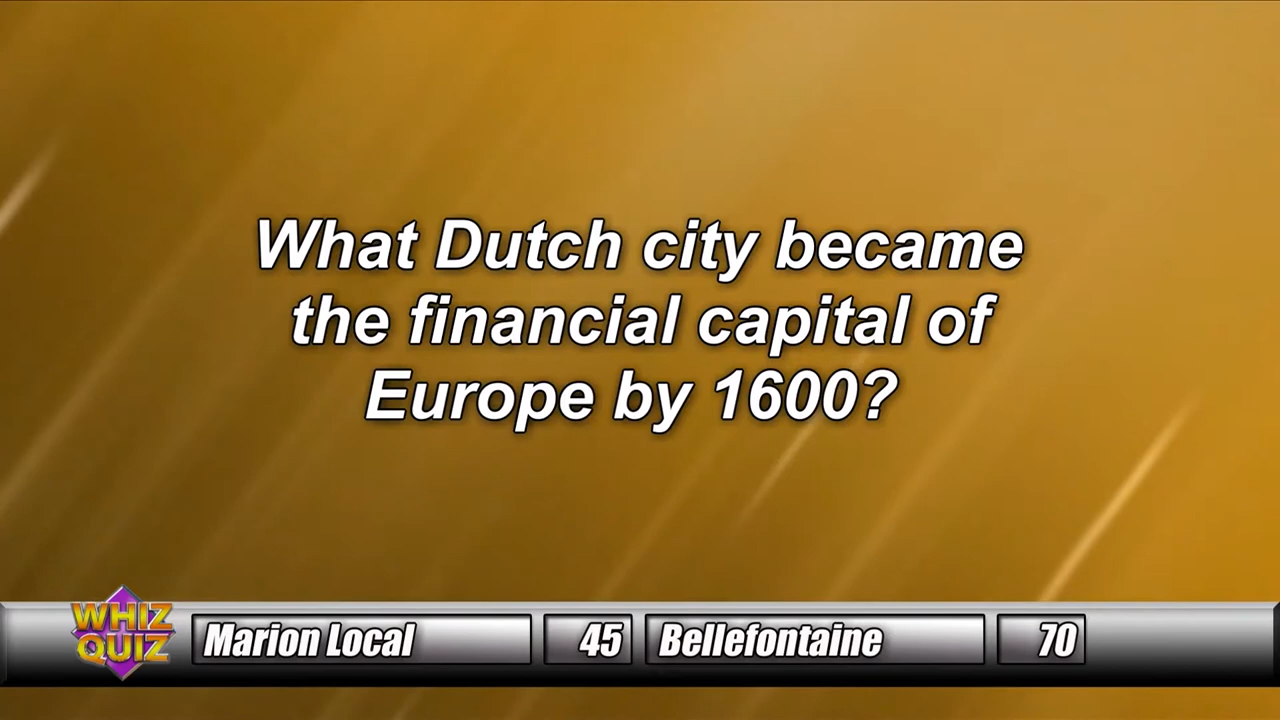 What Dutch city became
the financial capital of
Europe by 1600?
WHIZ
QUIZ
Marion Local 45 Bellefontaine 70